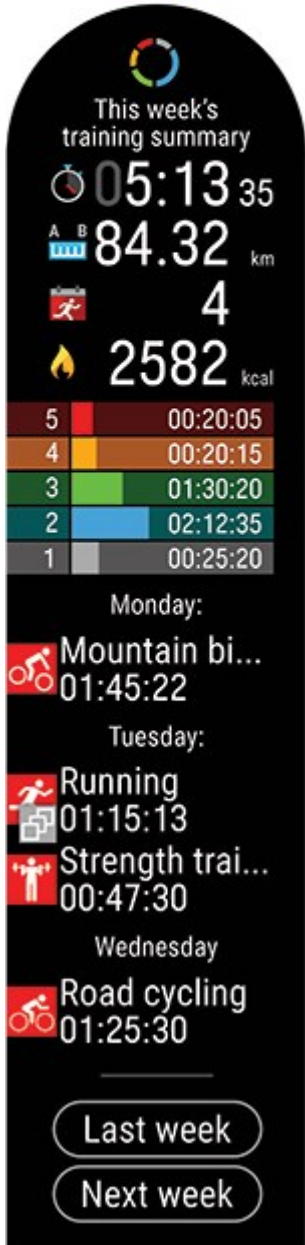 This week's
training summary
05:13 35
A B
84.32 km
4
2582 kcal
5 00:20:05
4 00:20:15
3 01:30:20
2 02:12:35
1 00:25:20
Monday:
Mountain bi...
01:45:22
Tuesday:
Running
01:15:13
Strength trai...
00:47:30
Wednesday
Road cycling
01:25:30
Last week
Next week